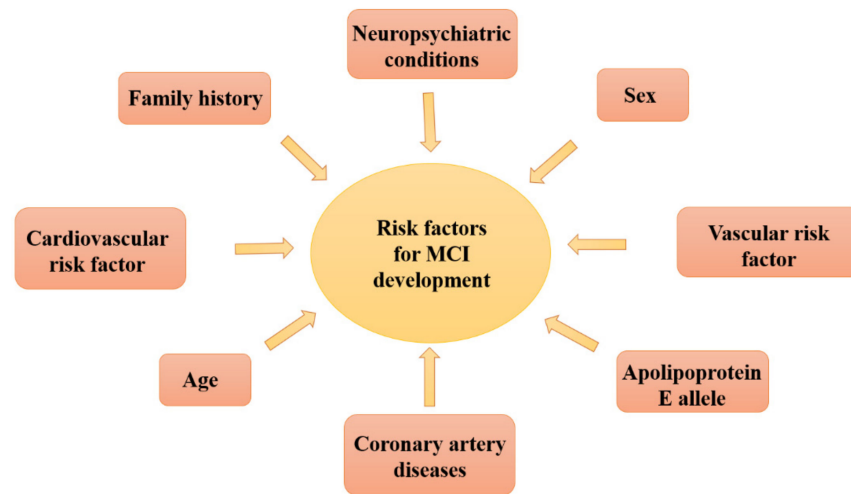 Neuropsychiatric
conditions
Family history
Sex
Cardiovascular
risk factor
Risk factors
for MCI
development
Vascular risk
factor
Age
Apolipoprotein
E allele
Coronary artery
diseases